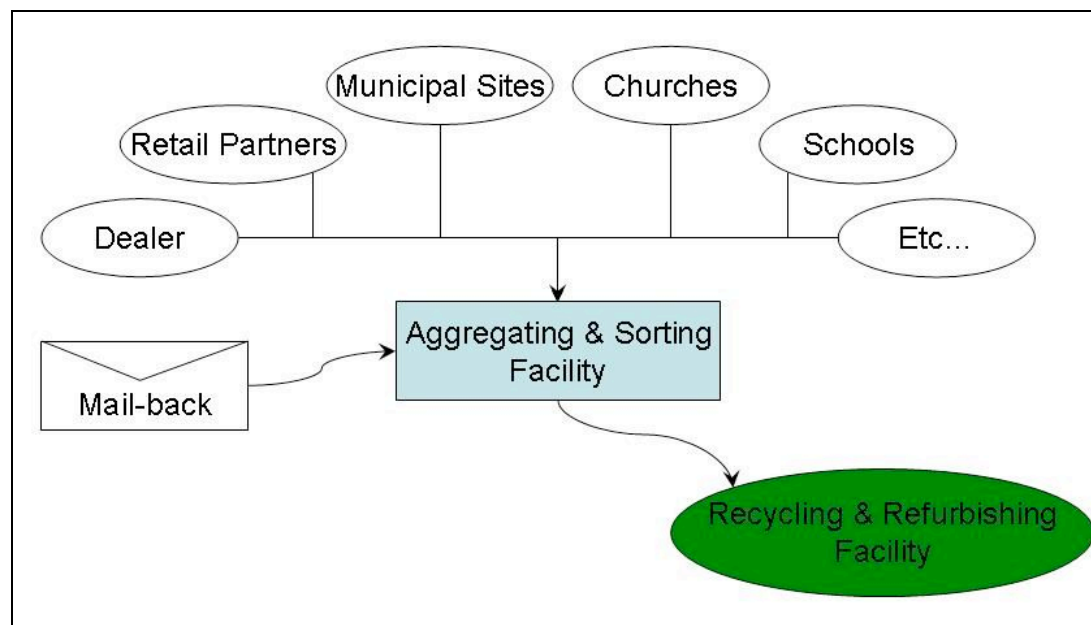 Municipal Sites
Churches
Retail Partners
Schools
Dealer
Etc...
Aggregating & Sorting
Facility
Mail-back
Recycling & Refurbishing
Facility